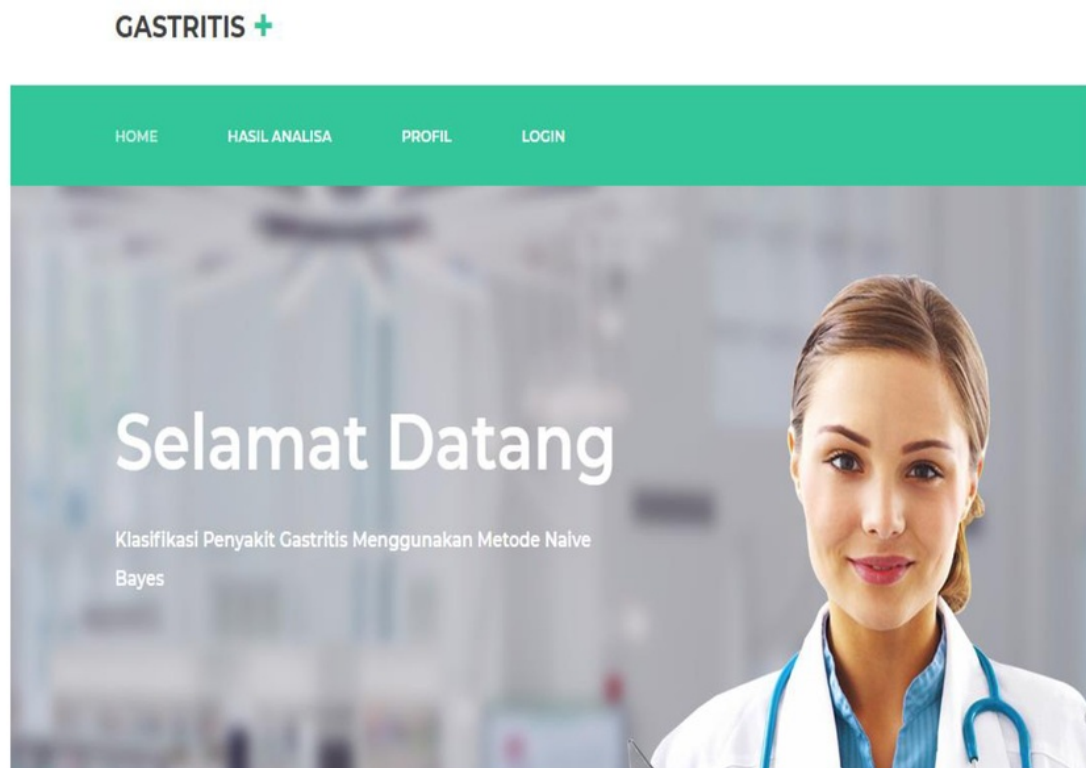 GASTRITIS +
HOME HASIL ANALISA PROFIL LOGIN
Selamat Datang
Klasifikasi Penyakit Gastritis Menggunakan Metode Naive
Bayes